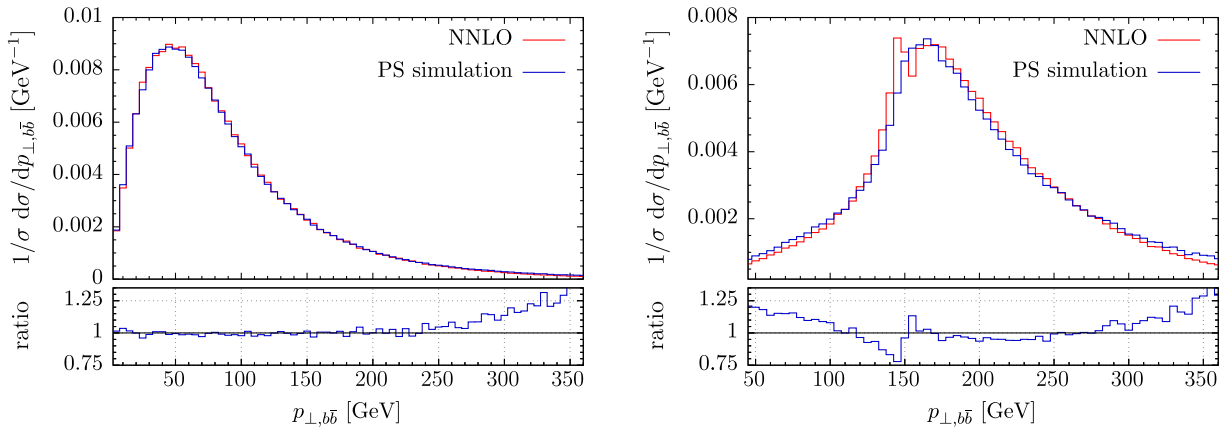 1/σ dσ/dp⊥,bb̄ [GeV⁻¹]
0.01
0.008
0.006
0.004
0.002
0
NNLO
PS simulation
ratio
1.25
1
0.75
50 100 150 200 250 300 350
p⊥,bb̄ [GeV]
1/σ dσ/dp⊥,bb̄ [GeV⁻¹]
0.008
0.006
0.004
0.002
NNLO
PS simulation
ratio
1.25
1
0.75
50 100 150 200 250 300 350
p⊥,bb̄ [GeV]